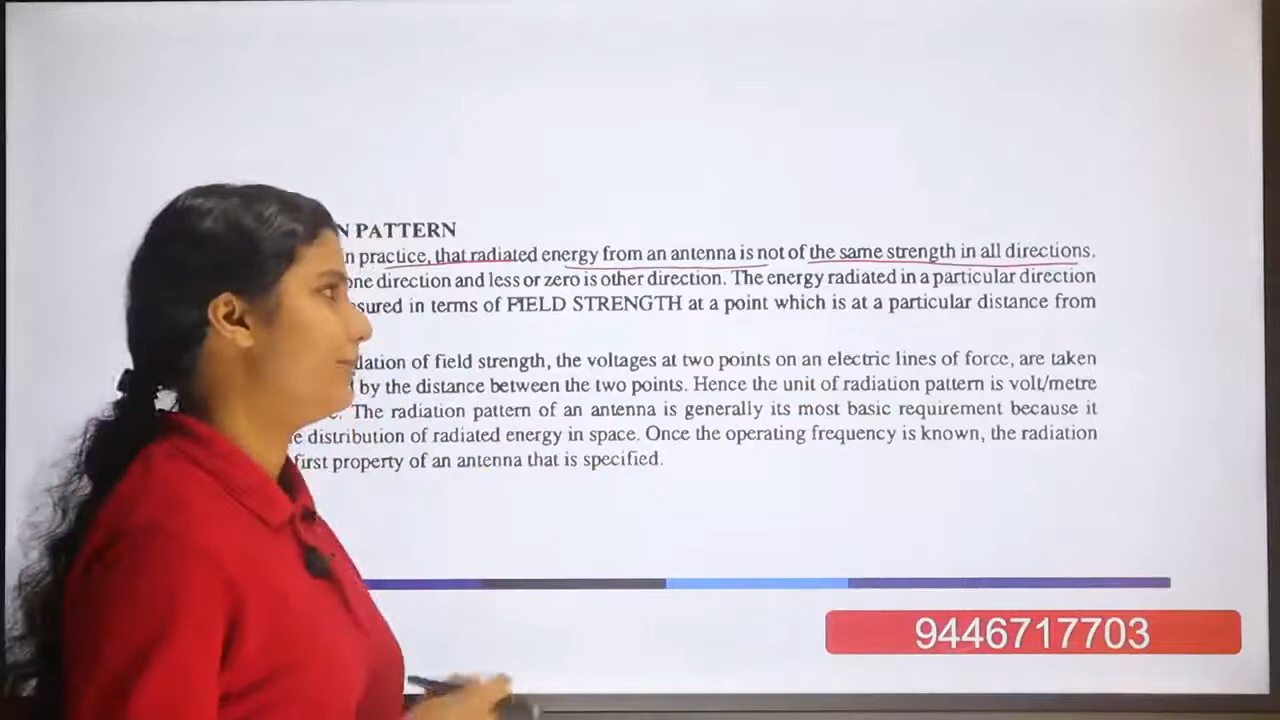 N PATTERN
n practice, that radiated energy from an antenna is not of the same strength in all directions.
one direction and less or zero is other direction. The energy radiated in a particular direction
sured in terms of FIELD STRENGTH at a point which is at a particular distance from
lation of field strength, the voltages at two points on an electric lines of force, are taken
by the distance between the two points. Hence the unit of radiation pattern is volt/metre
The radiation pattern of an antenna is generally its most basic requirement because it
e distribution of radiated energy in space. Once the operating frequency is known, the radiation
first property of an antenna that is specified.
9446717703